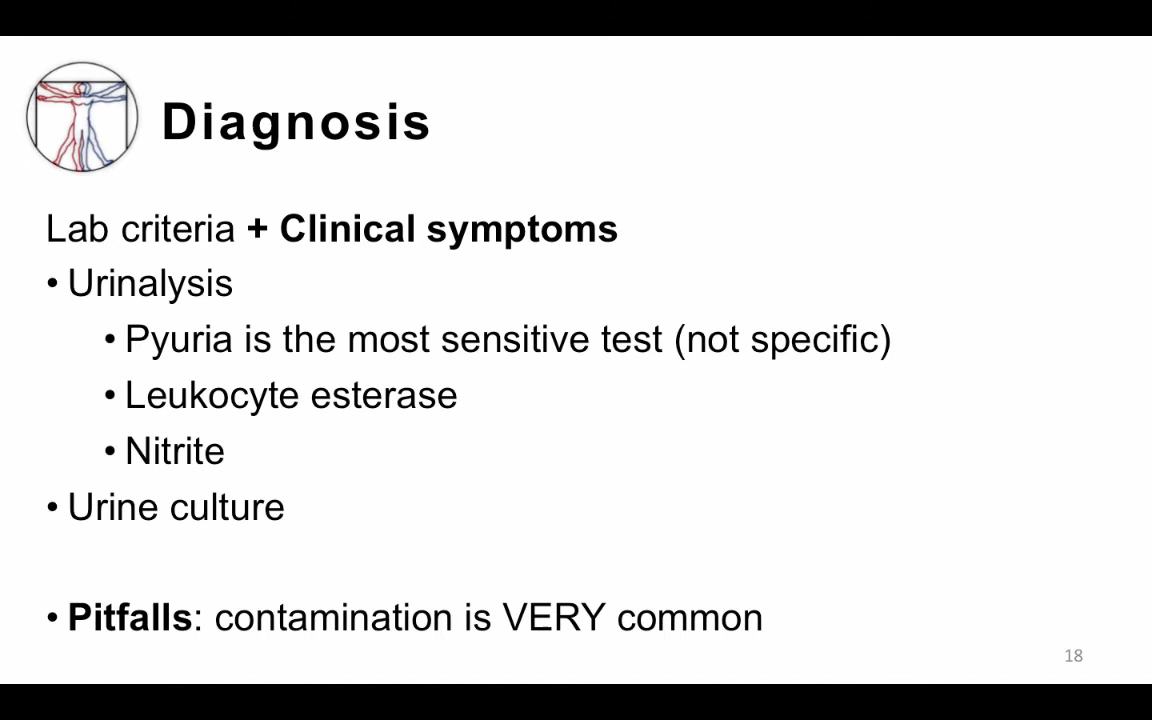 Diagnosis
Lab criteria + Clinical symptoms
• Urinalysis
• Pyuria is the most sensitive test (not specific)
• Leukocyte esterase
• Nitrite
• Urine culture
• Pitfalls: contamination is VERY common
18